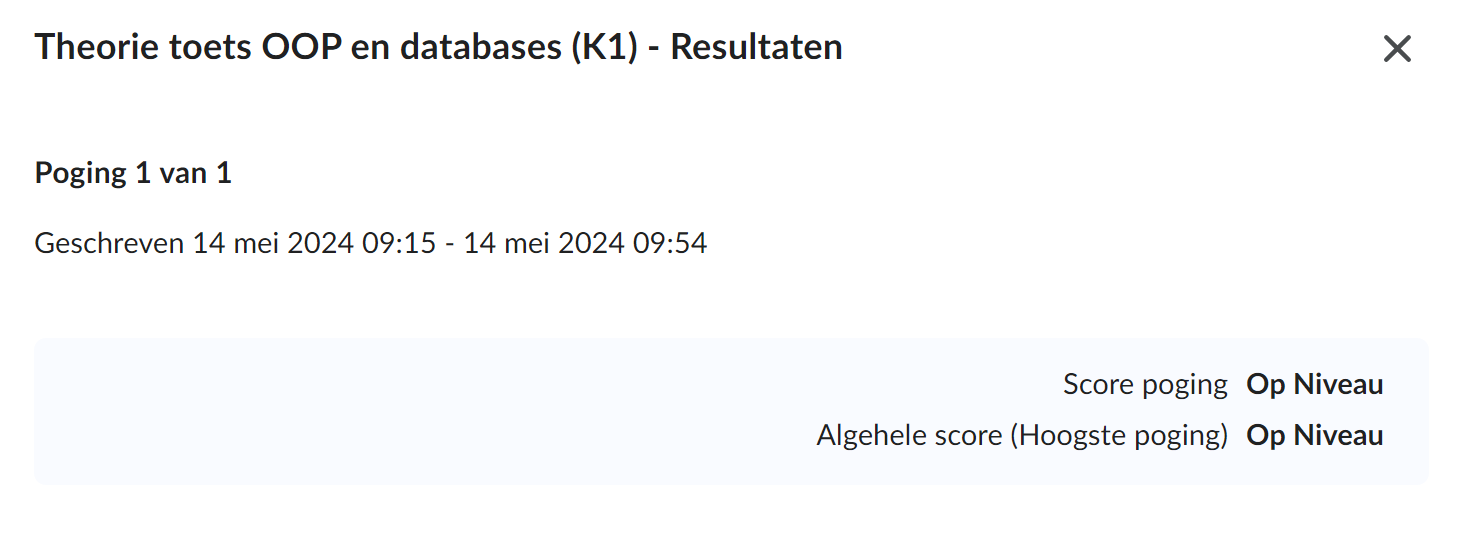 Theorie toets OOP en databases (K1) - Resultaten
Poging 1 van 1
Geschreven 14 mei 2024 09:15 - 14 mei 2024 09:54
Score poging Op Niveau
Algehele score (Hoogste poging) Op Niveau